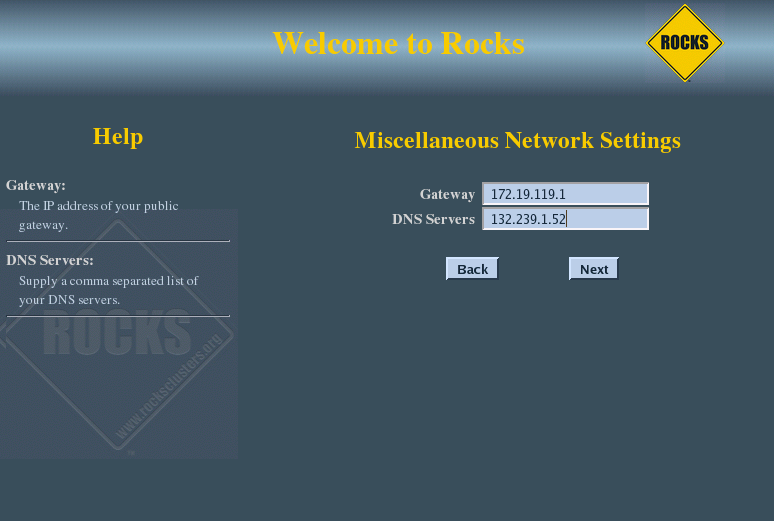 Welcome to Rocks
ROCKS
Help
Gateway:
The IP address of your public
gateway.
DNS Servers:
Supply a comma separated list of
your DNS servers.
ROCKS
www.rocksclusters.org
TM
Miscellaneous Network Settings
Gateway 172.19.119.1
DNS Servers 132.239.1.52
Back Next